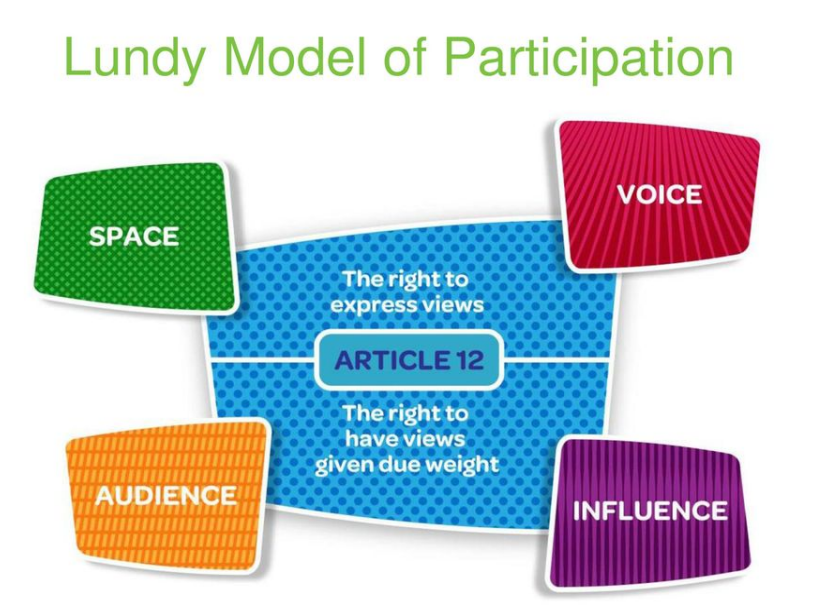 Lundy Model of Participation
VOICE
SPACE
The right to
express views
ARTICLE 12
The right to
have views
given due weight
AUDIENCE
INFLUENCE